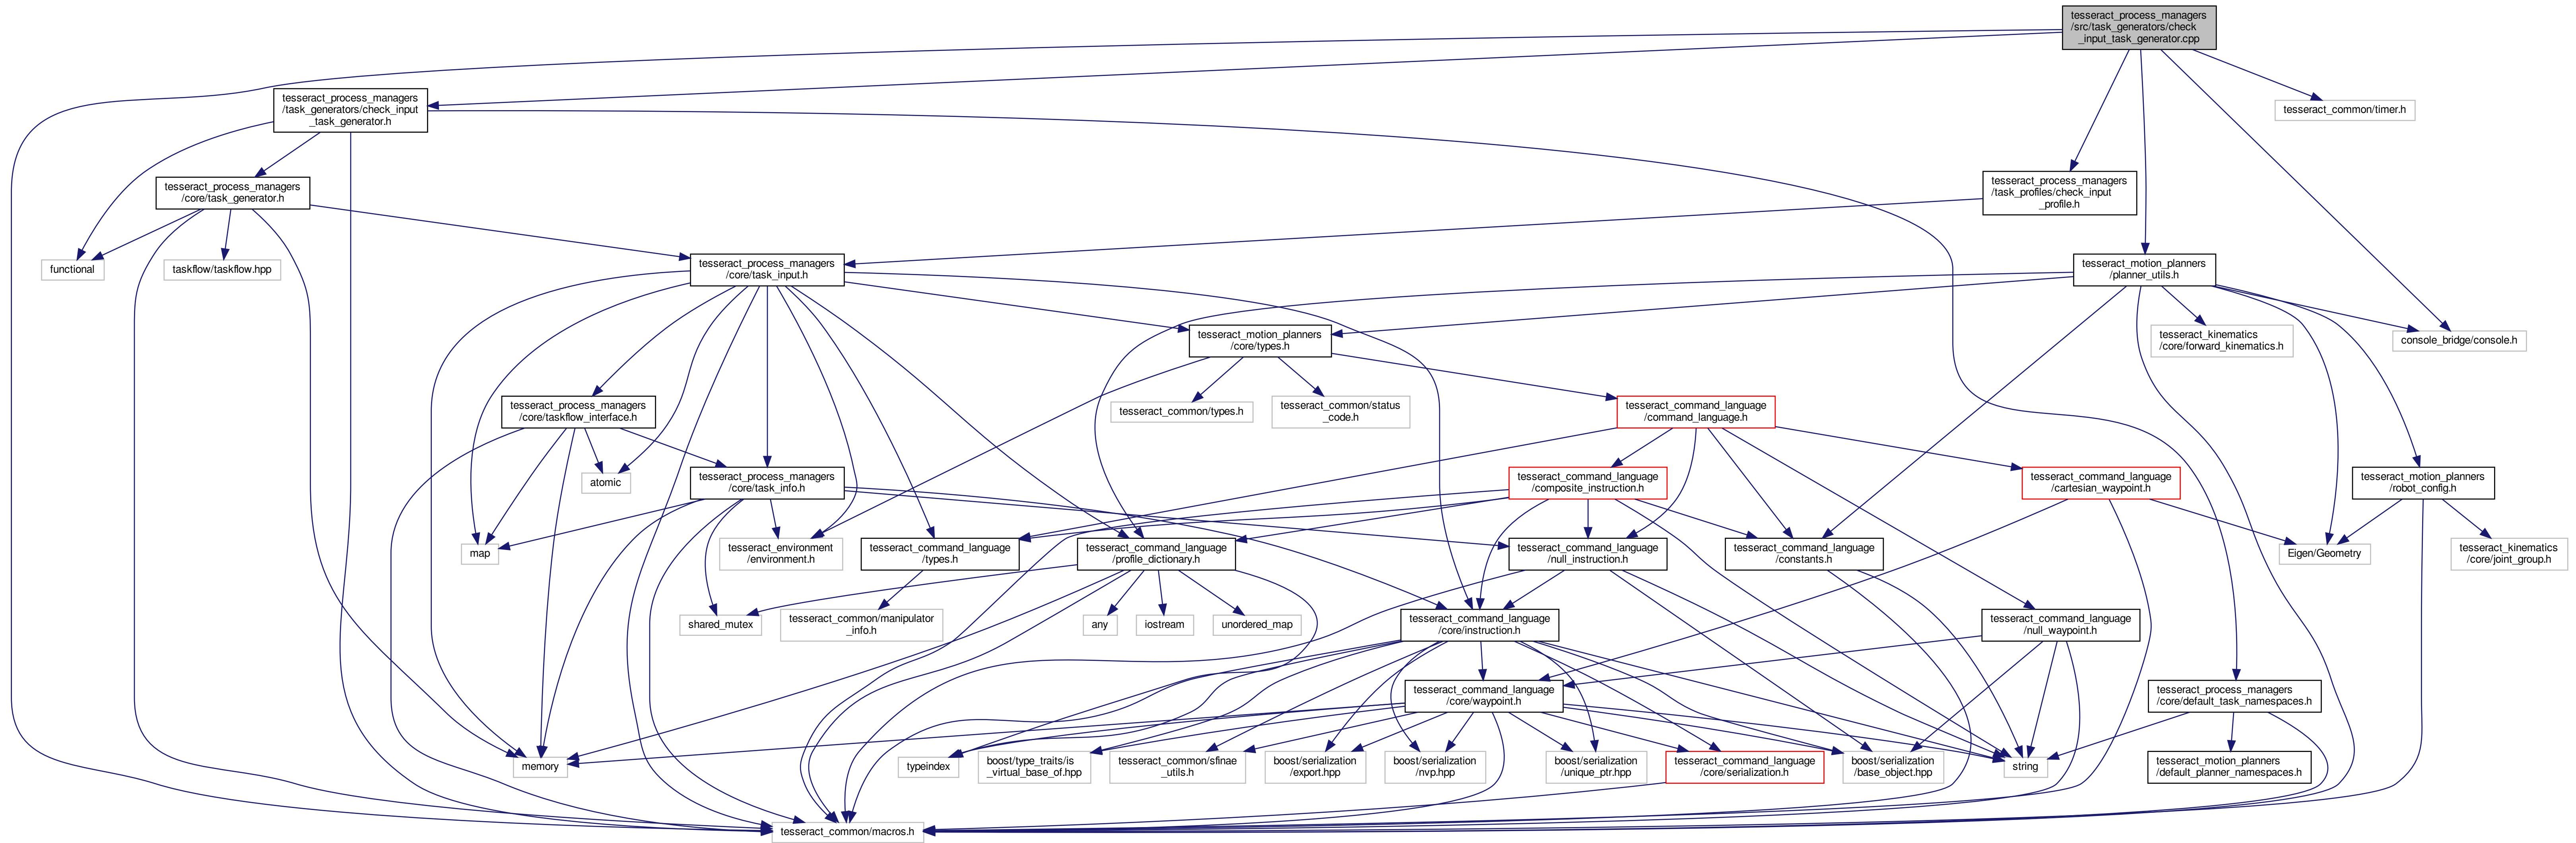 tesseract_process_managers
/src/task_generators/check
_input_task_generator.cpp
tesseract_process_managers
/task_generators/check_input
_task_generator.h
tesseract_common/timer.h
tesseract_process_managers
/core/task_generator.h
tesseract_process_managers
/task_profiles/check_input
_profile.h
functional
taskflow/taskflow.hpp
tesseract_process_managers
/core/task_input.h
tesseract_motion_planners
/planner_utils.h
tesseract_motion_planners
/core/types.h
tesseract_kinematics
/core/forward_kinematics.h
console_bridge/console.h
tesseract_process_managers
/core/taskflow_interface.h
tesseract_common/types.h
tesseract_common/status
_code.h
tesseract_command_language
/command_language.h
atomic
tesseract_process_managers
/core/task_info.h
tesseract_command_language
/composite_instruction.h
tesseract_command_language
/cartesian_waypoint.h
tesseract_motion_planners
/robot_config.h
map
tesseract_environment
/environment.h
tesseract_command_language
/types.h
tesseract_command_language
/profile_dictionary.h
tesseract_command_language
/null_instruction.h
tesseract_command_language
/constants.h
Eigen/Geometry
tesseract_kinematics
/core/joint_group.h
shared_mutex
tesseract_common/manipulator
_info.h
any
iostream
unordered_map
tesseract_command_language
/core/instruction.h
tesseract_command_language
/null_waypoint.h
tesseract_command_language
/core/waypoint.h
tesseract_process_managers
/core/default_task_namespaces.h
memory
typeindex
boost/type_traits/is
_virtual_base_of.hpp
tesseract_common/sfinae
_utils.h
boost/serialization
/export.hpp
boost/serialization
/nvp.hpp
boost/serialization
/unique_ptr.hpp
tesseract_command_language
/core/serialization.h
boost/serialization
/base_object.hpp
string
tesseract_motion_planners
/default_planner_namespaces.h
tesseract_common/macros.h